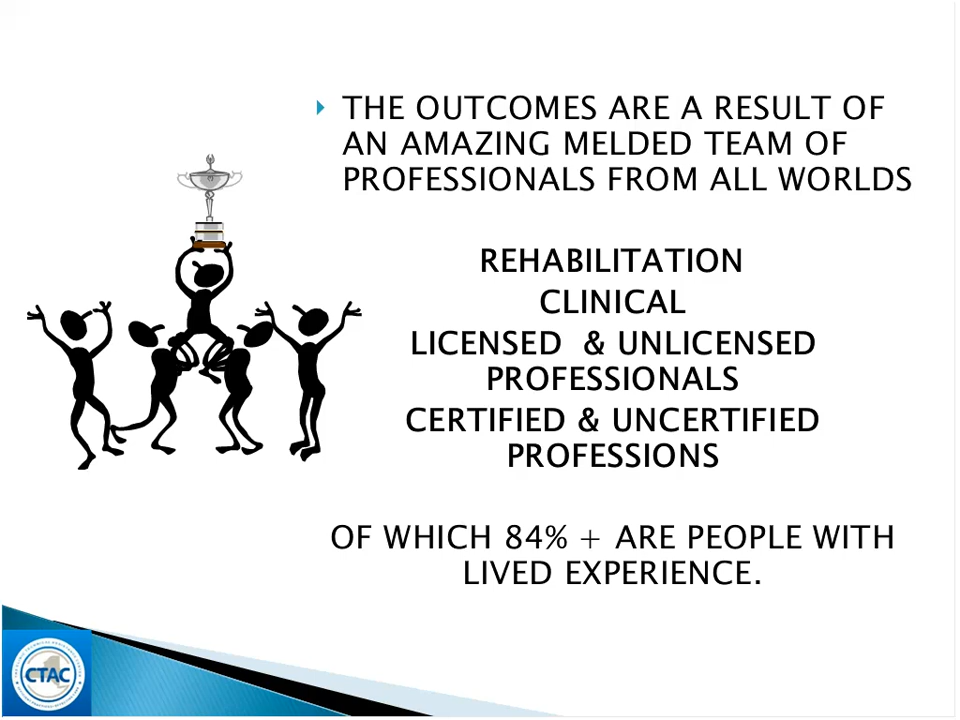 THE OUTCOMES ARE A RESULT OF
AN AMAZING MELDED TEAM OF
PROFESSIONALS FROM ALL WORLDS
REHABILITATION
CLINICAL
LICENSED & UNLICENSED
PROFESSIONALS
CERTIFIED & UNCERTIFIED
PROFESSIONS
OF WHICH 84% + ARE PEOPLE WITH
LIVED EXPERIENCE.
CTAC